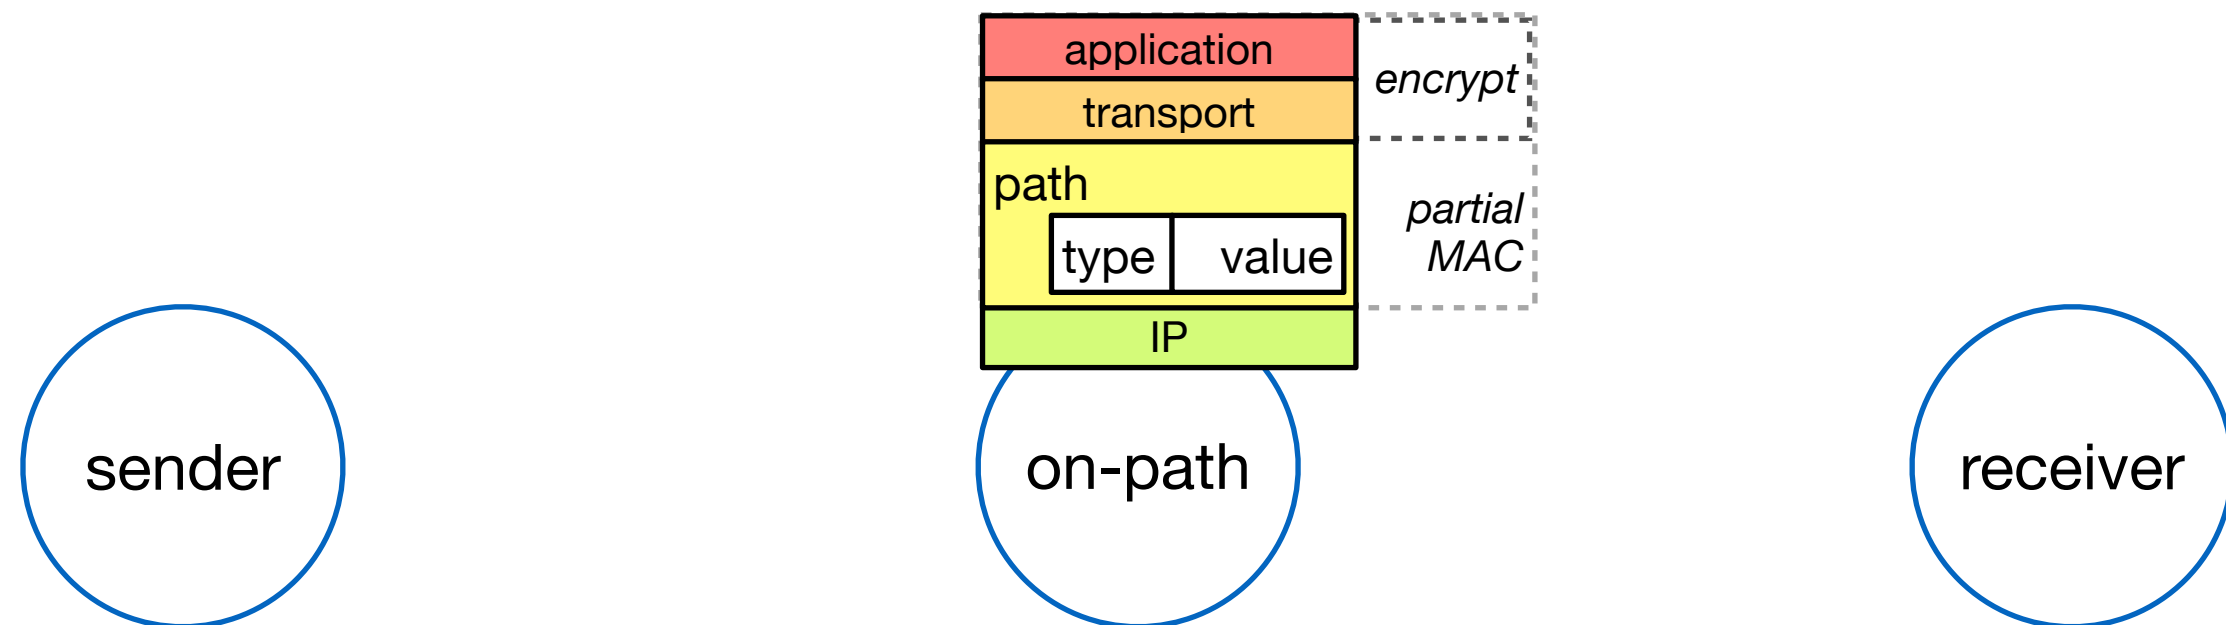 application
encrypt
transport
path
partial
MAC
type
value
IP
sender
on-path
receiver